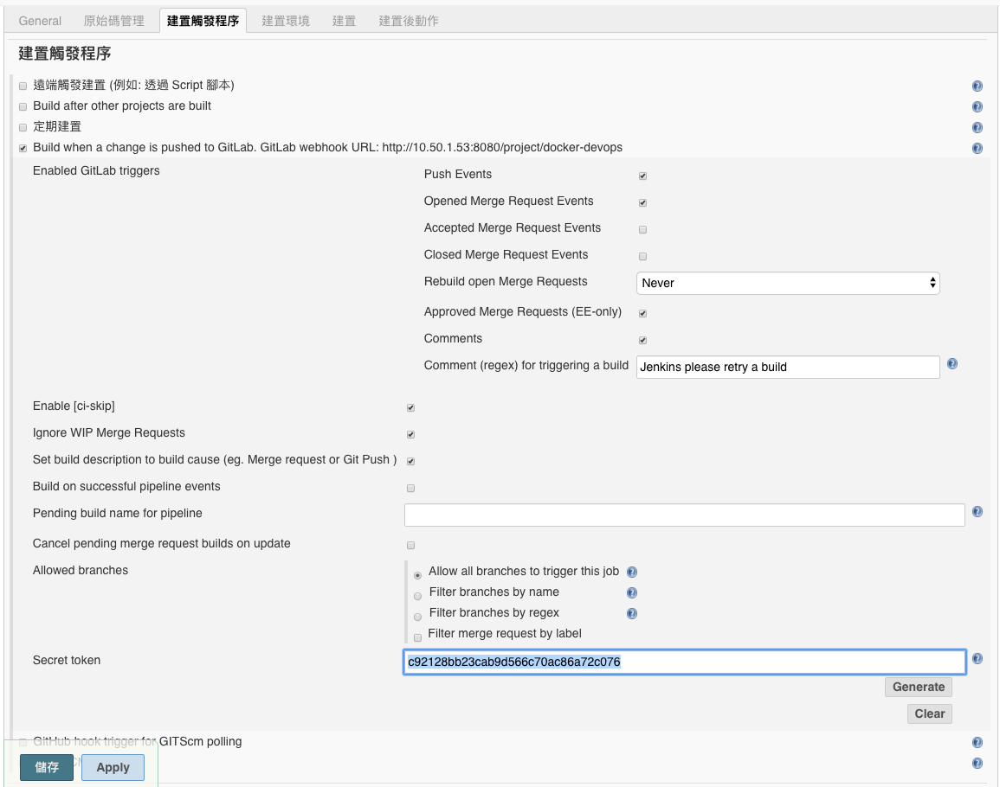 General 原始碼管理 建置觸發程序 建置環境 建置 建置後動作
建置觸發程序
遠端觸發建置 (例如: 透過 Script 腳本)
Build after other projects are built
定期建置
Build when a change is pushed to GitLab. GitLab webhook URL: http://10.50.1.53:8080/project/docker-devops
Enabled GitLab triggers
Push Events
Opened Merge Request Events
Accepted Merge Request Events
Closed Merge Request Events
Rebuild open Merge Requests Never
Approved Merge Requests (EE-only)
Comments
Comment (regex) for triggering a build Jenkins please retry a build
Enable [ci-skip]
Ignore WIP Merge Requests
Set build description to build cause (eg. Merge request or Git Push )
Build on successful pipeline events
Pending build name for pipeline
Cancel pending merge request builds on update
Allowed branches
Allow all branches to trigger this job
Filter branches by name
Filter branches by regex
Filter merge request by label
Secret token c92128bb23cab9d566c70ac86a72c076
Generate
Clear
GitHub hook trigger for GITScm polling
儲存 Apply